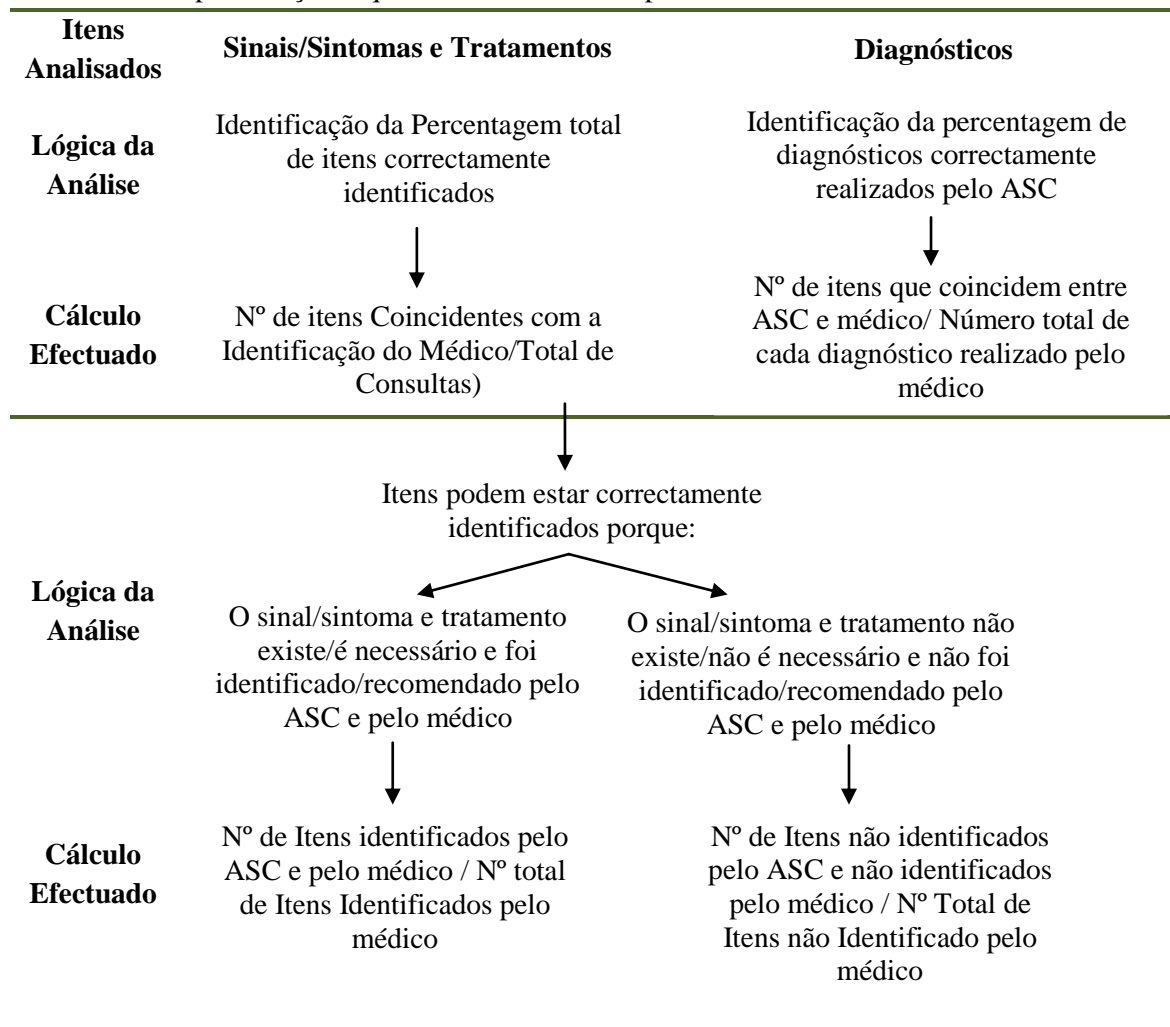 Itens Analisados
Sinais/Sintomas e Tratamentos
Diagnósticos
Lógica da Análise
Identificação da Percentagem total
de itens correctamente
identificados
Identificação da percentagem de
diagnósticos correctamente
realizados pelo ASC
Cálculo
Efectuado
Nº de itens Coincidentes com a
Identificação do Médico/Total de
Consultas)
Nº de itens que coincidem entre
ASC e médico/ Número total de
cada diagnóstico realizado pelo
médico
Itens podem estar correctamente
identificados porque:
Lógica da
Análise
O sinal/sintoma e tratamento
existe/é necessário e foi
identificado/recomendado pelo
ASC e pelo médico
O sinal/sintoma e tratamento não
existe/não é necessário e não foi
identificado/recomendado pelo
ASC e pelo médico
Cálculo
Efectuado
Nº de Itens identificados pelo
ASC e pelo médico / Nº total
de Itens Identificados pelo
médico
Nº de Itens não identificados
pelo ASC e não identificados
pelo médico / Nº Total de
Itens não Identificado pelo
médico